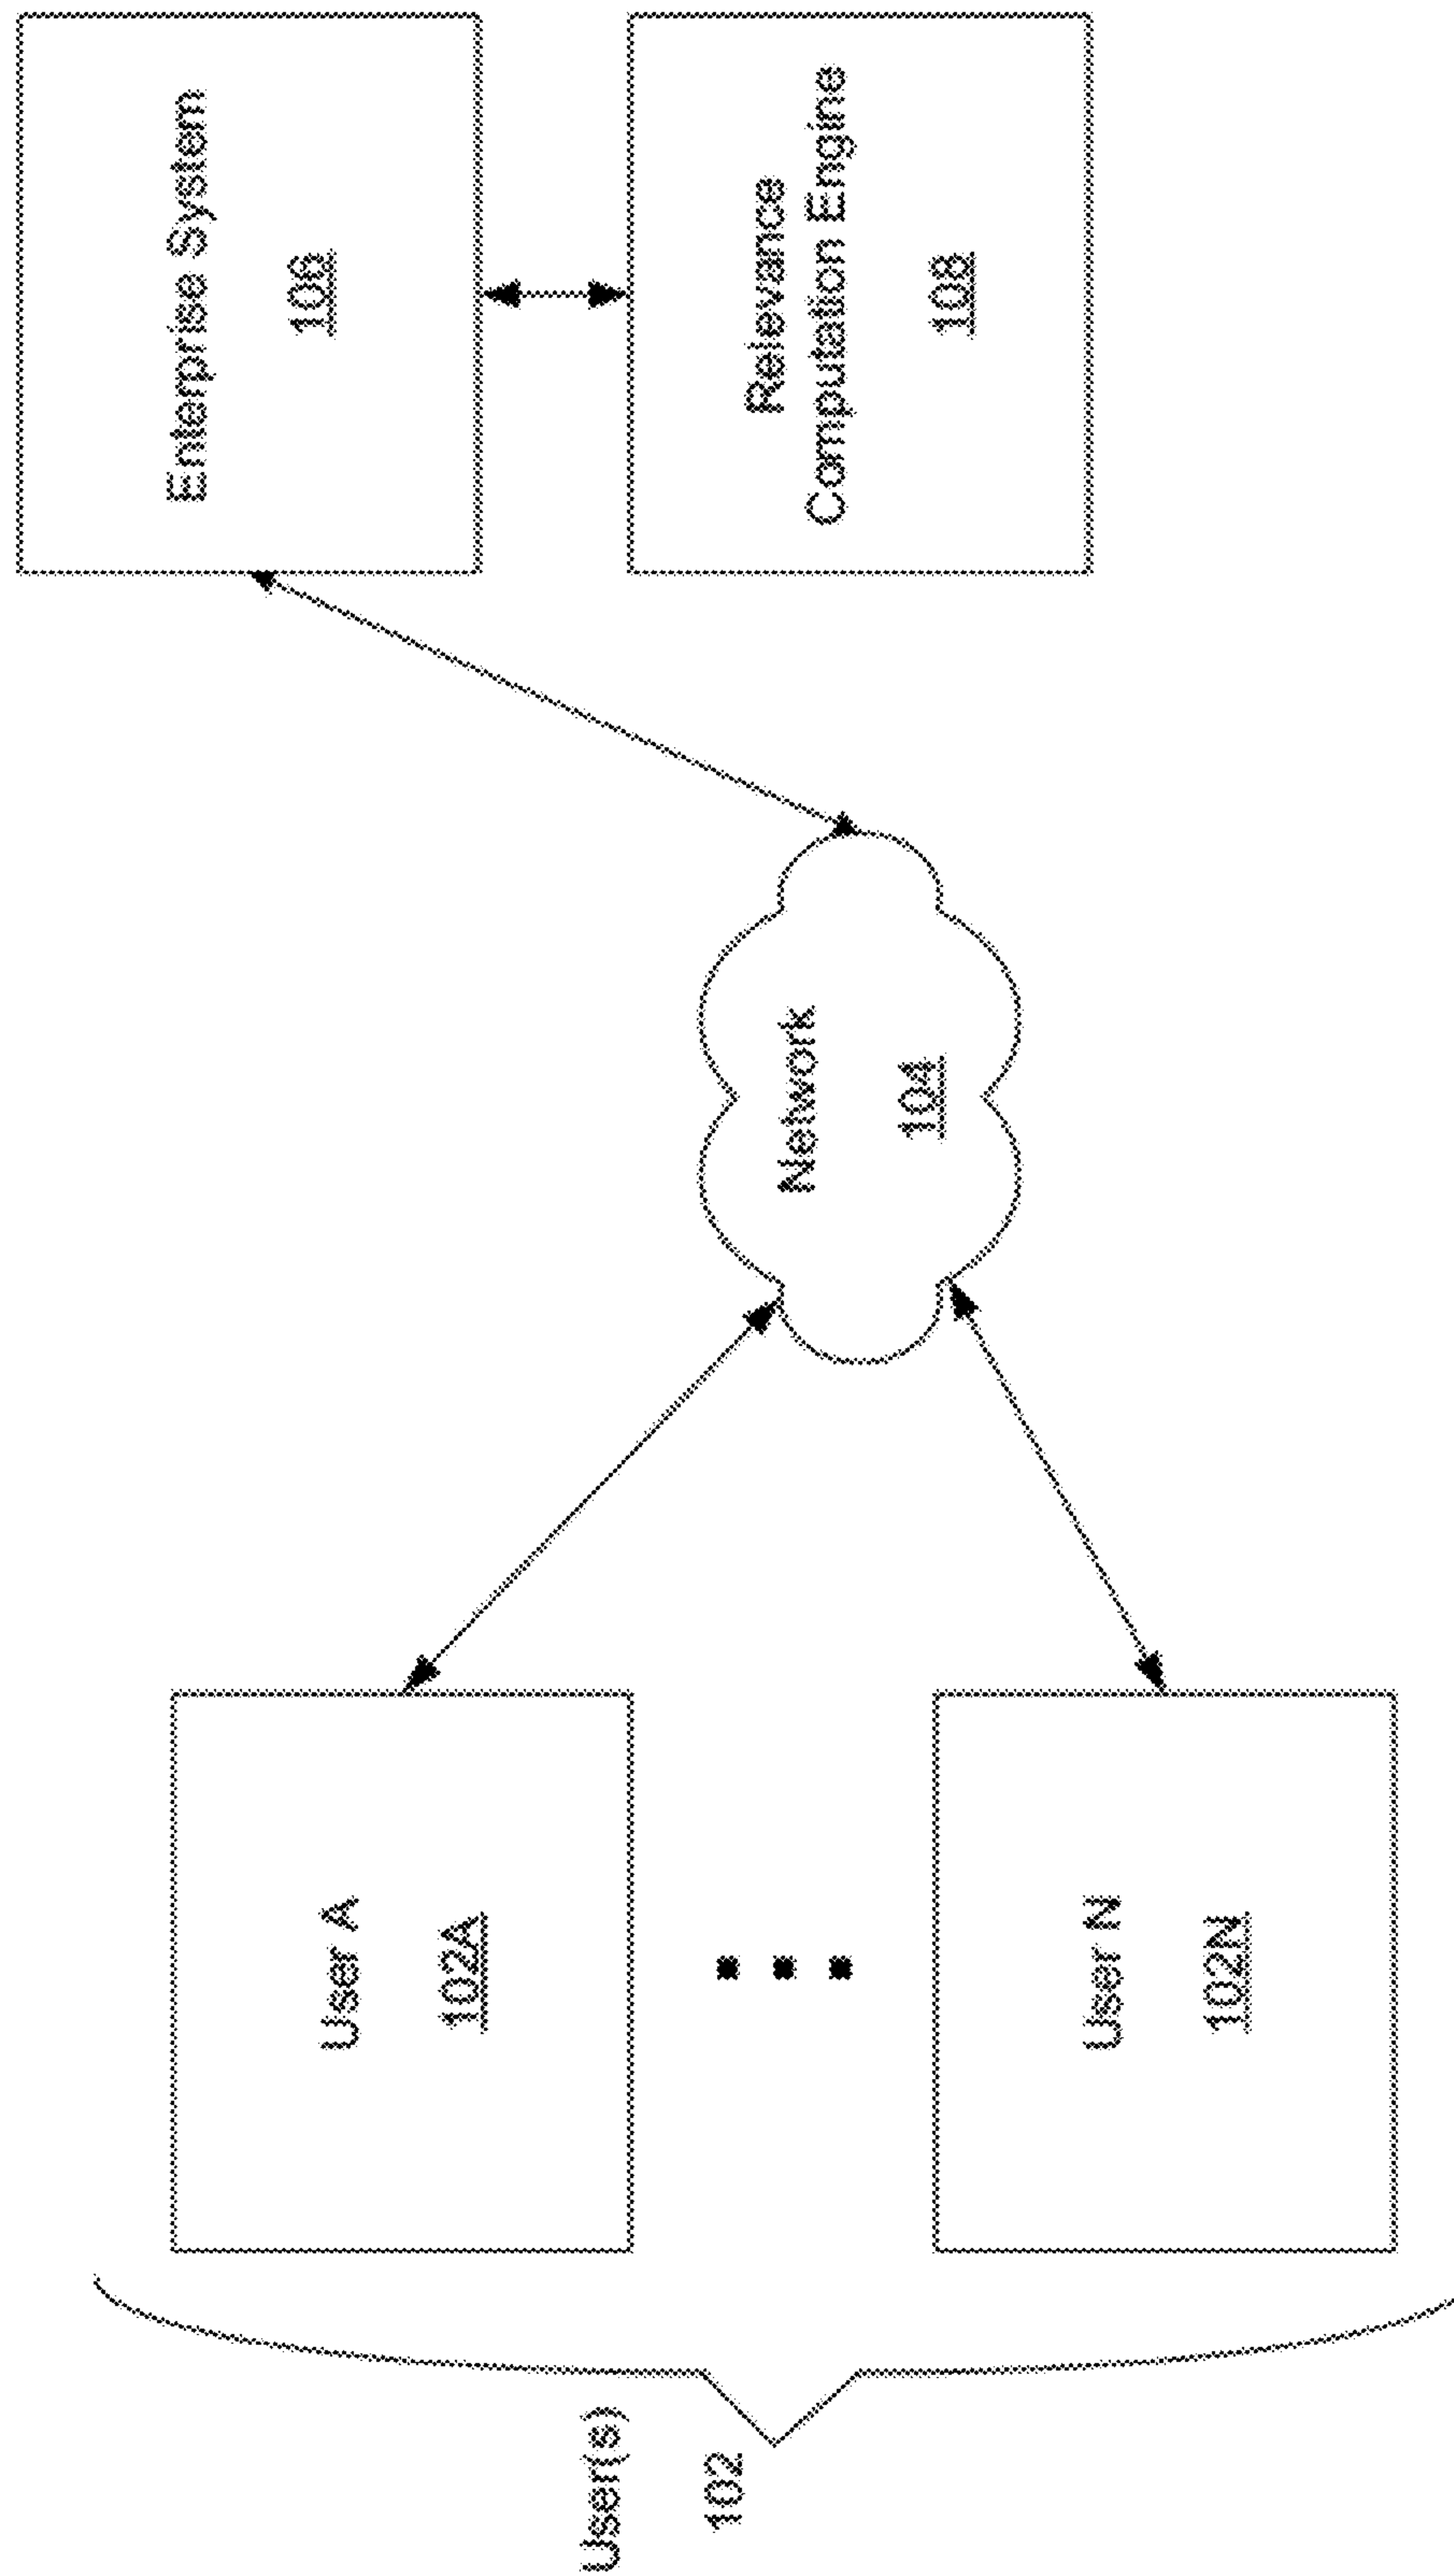 User(s)
102
User A
102A
User N
102N
Network
104
Enterprise System
106
Relevance
Computation Engine
108